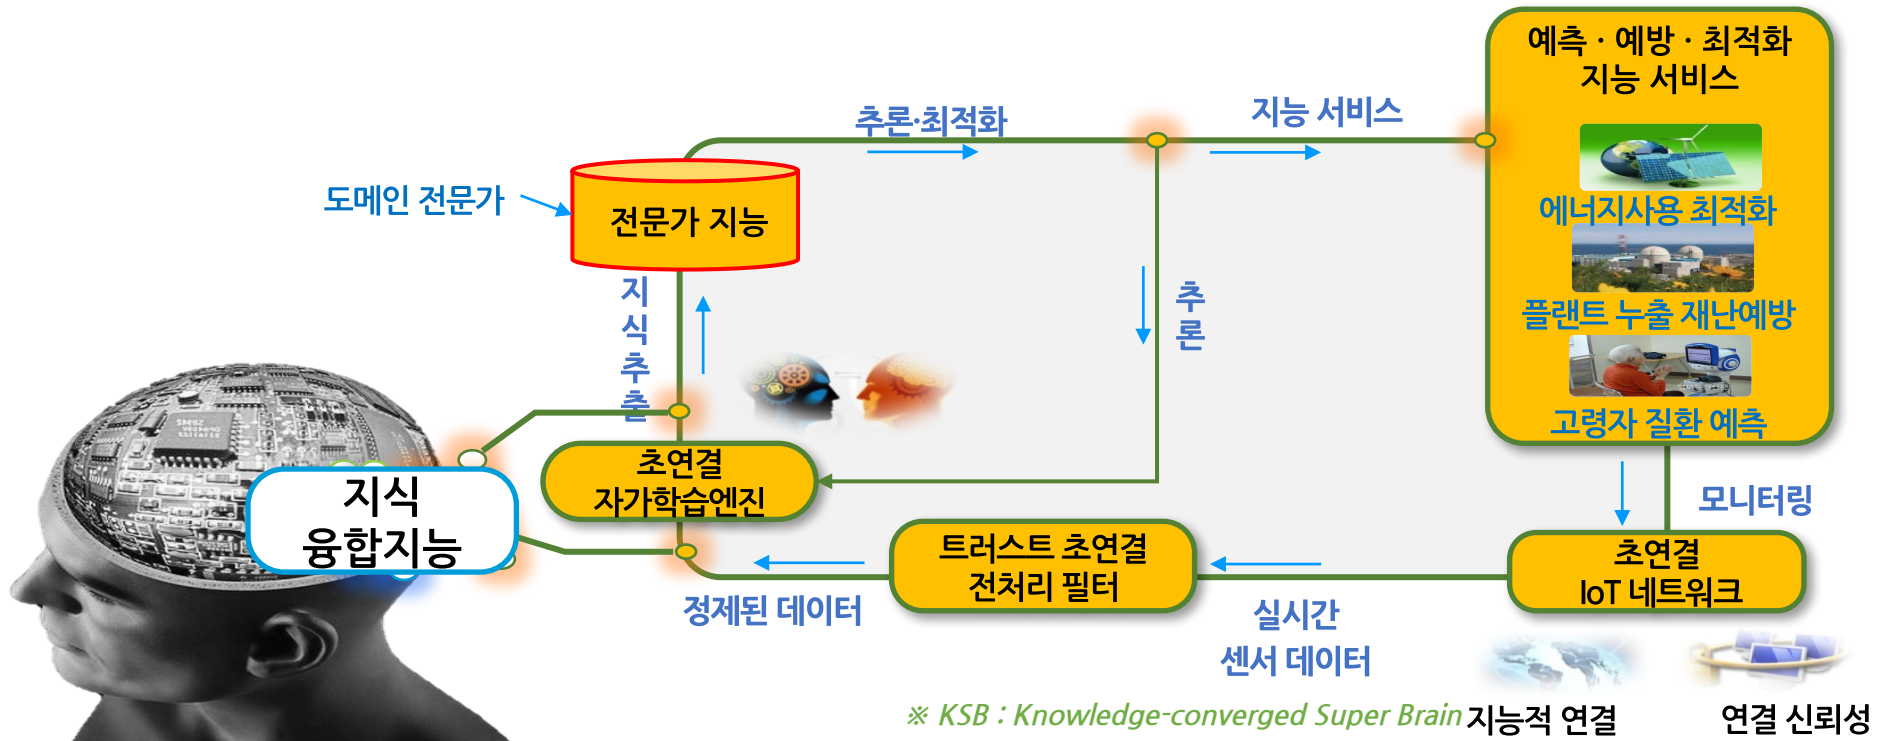 예측 · 예방 · 최적화
지능 서비스
추론·최적화
지능 서비스
에너지사용 최적화
도메인 전문가
전문가 지능
플랜트 누출 재난예방
지
식
추
출
추
론
고령자 질환 예측
초연결
자가학습엔진
지식
융합지능
모니터링
트러스트 초연결
전처리 필터
초연결
IoT 네트워크
정제된 데이터
실시간
센서 데이터
※ KSB : Knowledge-converged Super Brain
지능적 연결
연결 신뢰성